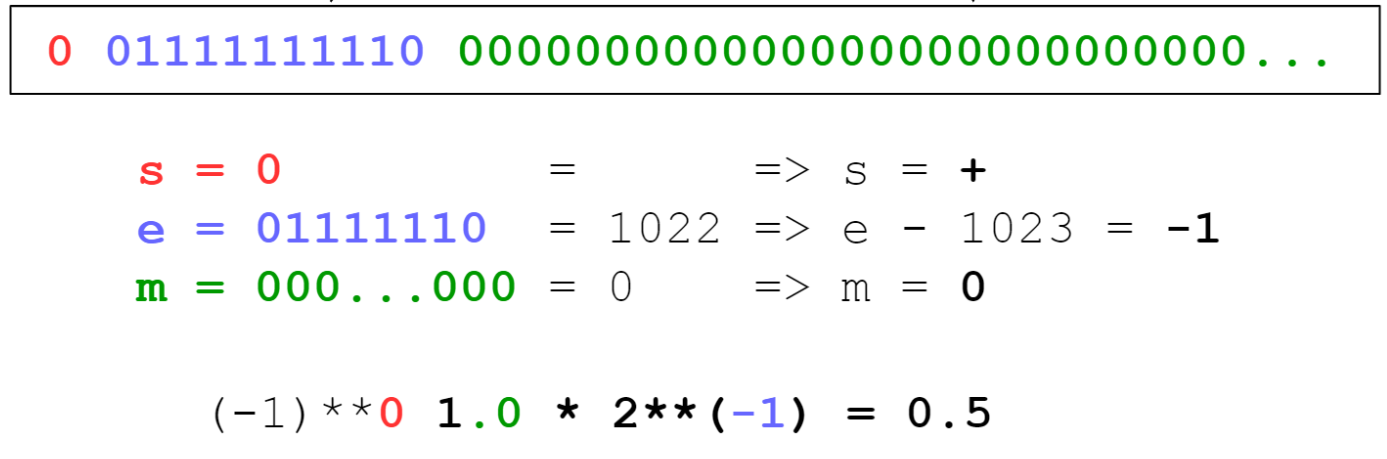 0 01111111110 000000000000000000000000000...
s = 0 = => s = +
e = 01111110 = 1022 => e - 1023 = -1
m = 000...000 = 0 => m = 0
(-1)**0 1.0 * 2**(-1) = 0.5